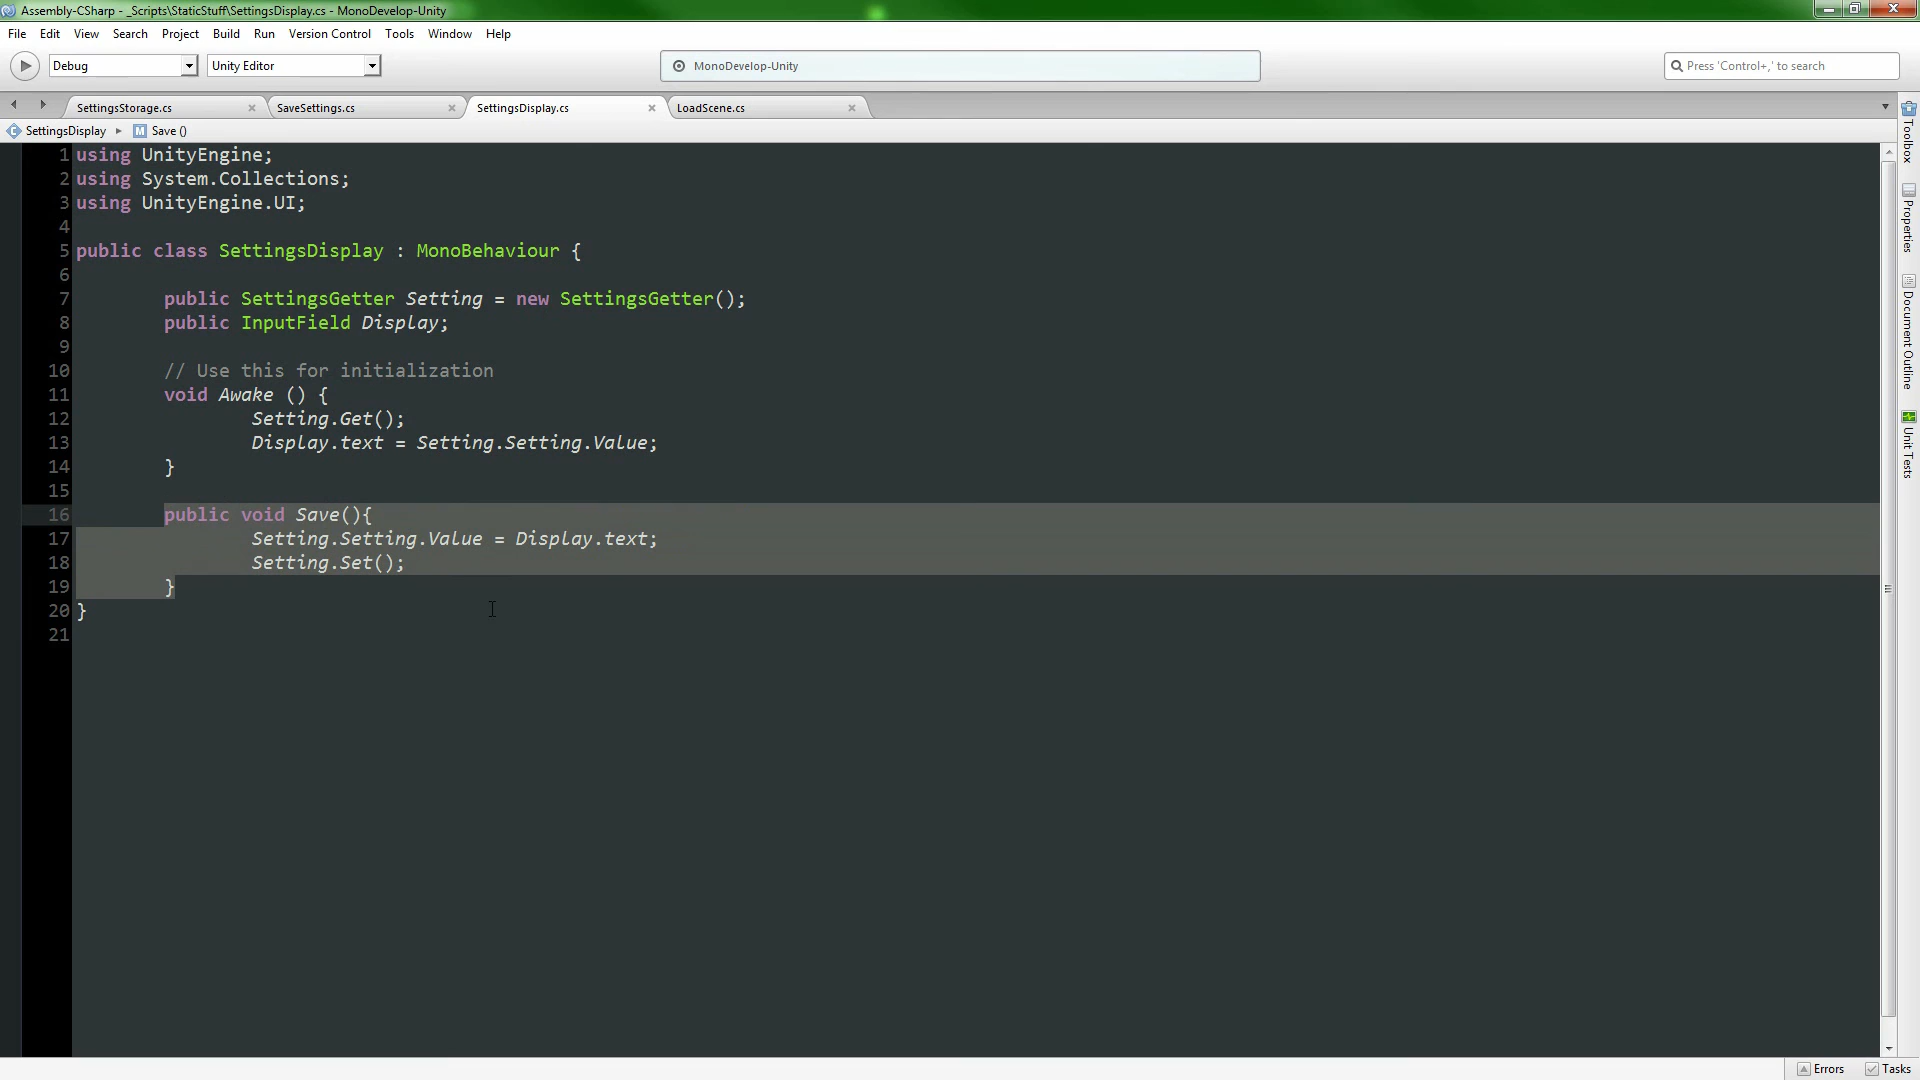 Assembly-CSharp - _Scripts\StaticStuff\SettingsDisplay.cs - MonoDevelop-Unity
File Edit View Search Project Build Run Version Control Tools Window Help
Debug Unity Editor MonoDevelop-Unity Press 'Control+,' to search
SettingsStorage.cs SaveSettings.cs SettingsDisplay.cs LoadScene.cs
SettingsDisplay Save ()
1 using UnityEngine;
2 using System.Collections;
3 using UnityEngine.UI;
4
5 public class SettingsDisplay : MonoBehaviour {
6
7 public SettingsGetter Setting = new SettingsGetter();
8 public InputField Display;
9
10 // Use this for initialization
11 void Awake () {
12 Setting.Get();
13 Display.text = Setting.Setting.Value;
14 }
15
16 public void Save(){
17 Setting.Setting.Value = Display.text;
18 Setting.Set();
19 }
20 }
21
Toolbox
Properties
Document Outline
Unit Tests
Errors Tasks